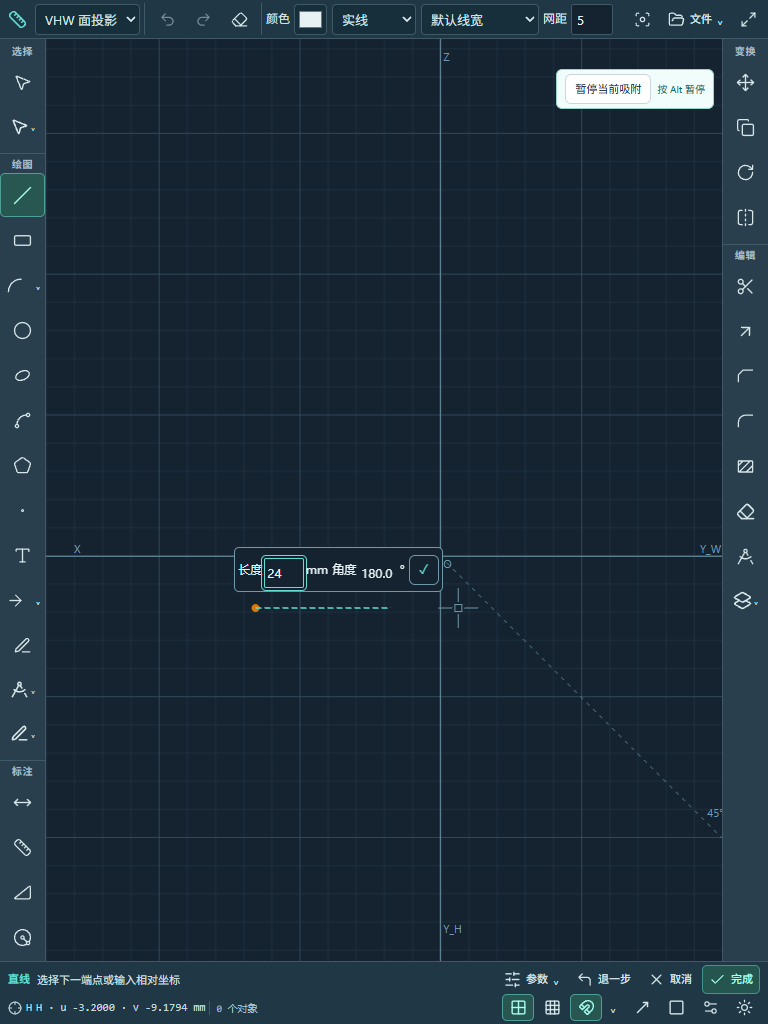 VHW 面投影
颜色
实线
默认线宽
网距 5
文件
选择
绘图
标注
变换
编辑
Z
暂停当前吸附 按 Alt 暂停
X
Y_W
长度 24 mm 角度 180.0 °
O
45°
Y_H
直线 选择下一端点或输入相对坐标
参数
退一步
取消
完成
H H · u -3.2000 · v -9.1794 mm
0 个对象